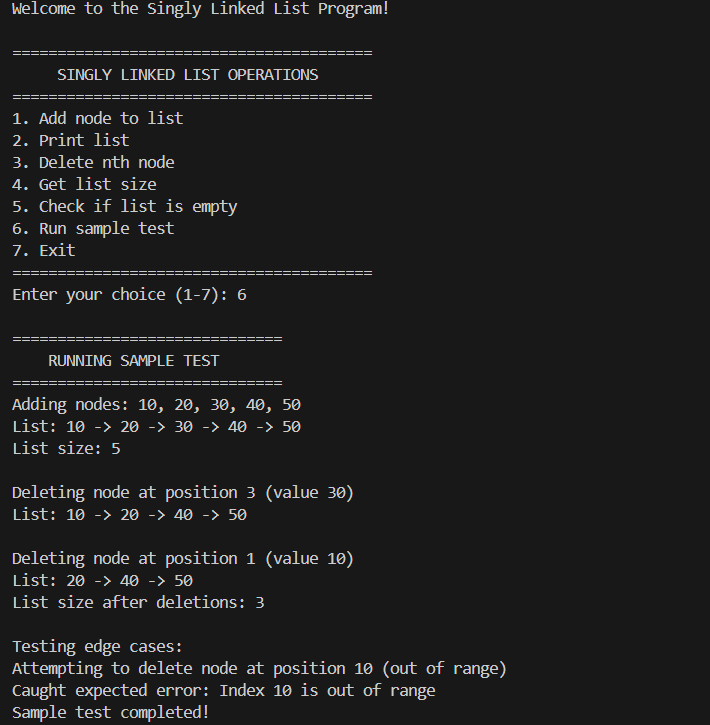 Welcome to the Singly Linked List Program!
========================================
SINGLY LINKED LIST OPERATIONS
========================================
1. Add node to list
2. Print list
3. Delete nth node
4. Get list size
5. Check if list is empty
6. Run sample test
7. Exit
========================================
Enter your choice (1-7): 6
==============================
RUNNING SAMPLE TEST
==============================
Adding nodes: 10, 20, 30, 40, 50
List: 10 -> 20 -> 30 -> 40 -> 50
List size: 5
Deleting node at position 3 (value 30)
List: 10 -> 20 -> 40 -> 50
Deleting node at position 1 (value 10)
List: 20 -> 40 -> 50
List size after deletions: 3
Testing edge cases:
Attempting to delete node at position 10 (out of range)
Caught expected error: Index 10 is out of range
Sample test completed!